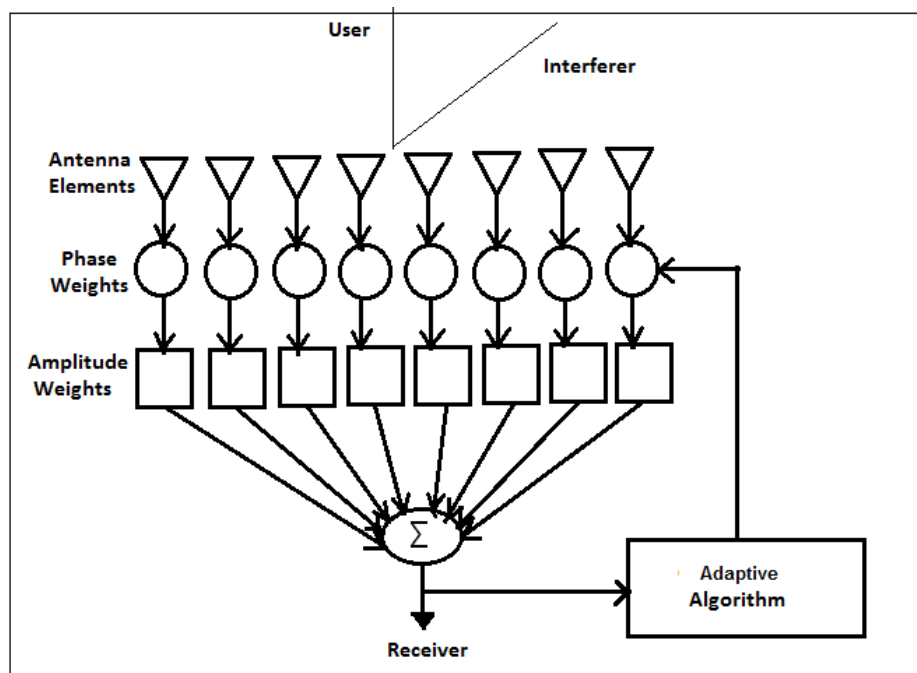 User
Interferer
Antenna
Elements
Phase
Weights
Amplitude
Weights
Σ
Adaptive
Algorithm
Receiver